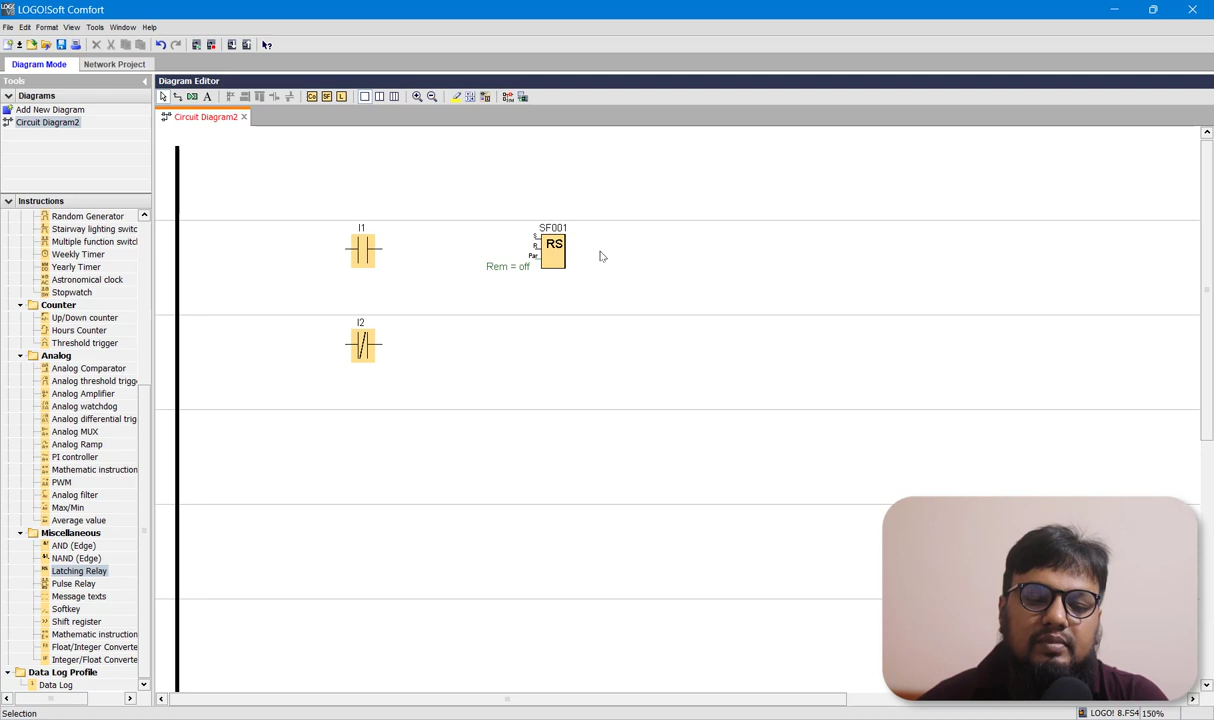 LOGO!Soft Comfort
File Edit Format View Tools Window Help
Diagram Mode Network Project
Tools
Diagram Editor
Diagrams
Add New Diagram
Circuit Diagram2
Circuit Diagram2
Instructions
Random Generator
Stairway lighting switc
Multiple function switch
Weekly Timer
Yearly Timer
Astronomical clock
Stopwatch
Counter
Up/Down counter
Hours Counter
Threshold trigger
Analog
Analog Comparator
Analog threshold trigg
Analog Amplifier
Analog watchdog
Analog differential trig
Analog MUX
Analog Ramp
PI controller
Mathematic instruction
PWM
Analog filter
Max/Min
Average value
Miscellaneous
AND (Edge)
NAND (Edge)
Latching Relay
Pulse Relay
Message texts
Softkey
Shift register
Mathematic instruction
Float/Integer Converte
Integer/Float Converte
Data Log Profile
Data Log
Co SF L
A
I1
SF001
S
R
Par
RS
Rem = off
I2
Selection
LOGO! 8.FS4 150%